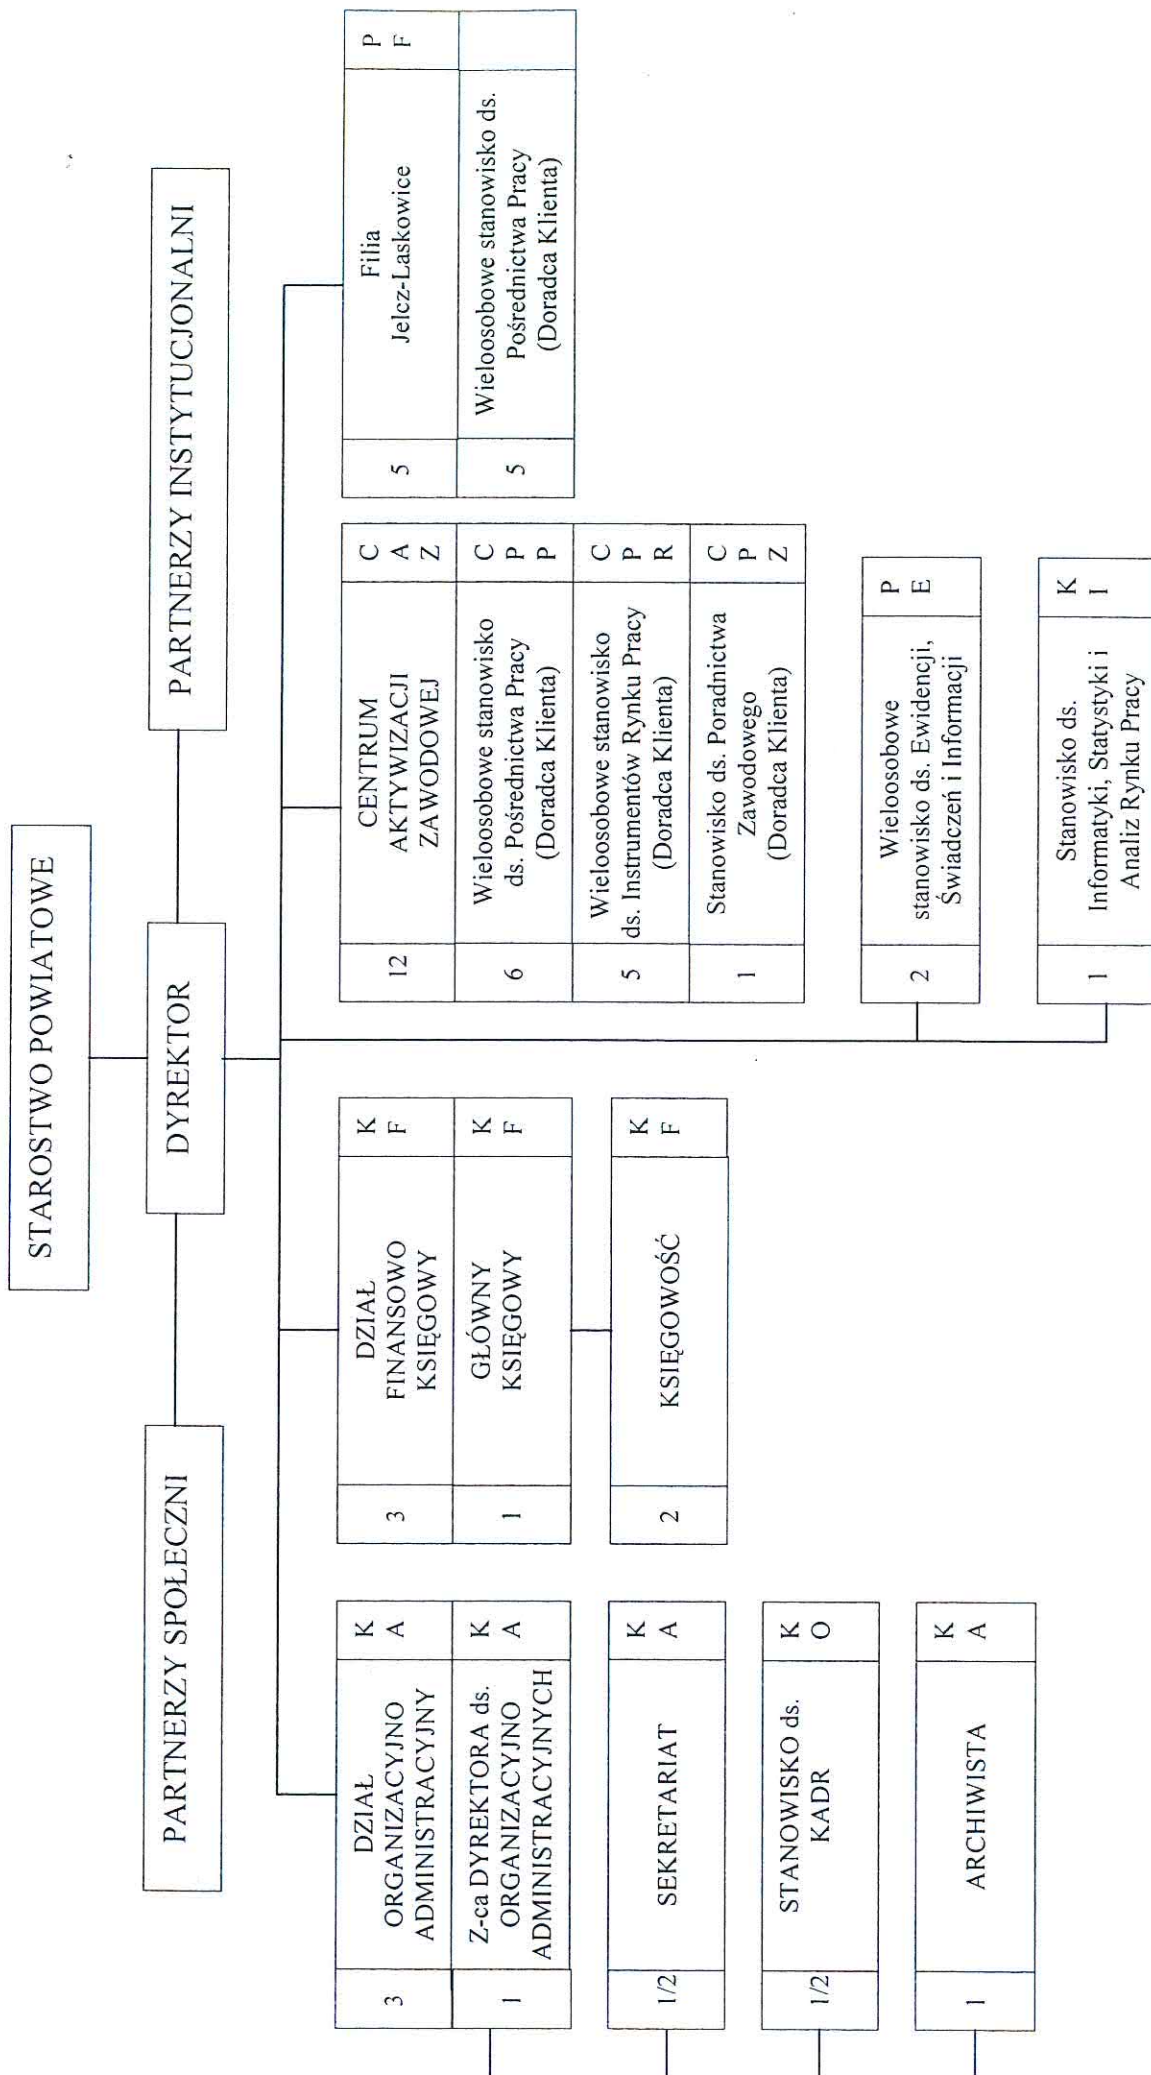 STAROSTWO POWIATOWE
PARTNERZY SPOŁECZNI
DYREKTOR
PARTNERZY INSTYTUCJONALNI
3
DZIAŁ
ORGANIZACYJNO
ADMINISTRACYJNY
K
A
1
Z-ca DYREKTORA ds.
ORGANIZACYJNO
ADMINISTRACYJNYCH
K
A
1/2
SEKRETARIAT
K
A
1/2
STANOWISKO ds.
KADR
K
O
1
ARCHIWISTA
K
A
3
DZIAŁ
FINANSOWO
KSIĘGOWY
K
F
1
GŁÓWNY
KSIĘGOWY
K
F
2
KSIĘGOWOŚĆ
K
F
12
CENTRUM
AKTYWIZACJI
ZAWODOWEJ
C
A
Z
6
Wieloosobowe stanowisko
ds. Pośrednictwa Pracy
(Doradca Klienta)
C
P
P
5
Wieloosobowe stanowisko
ds. Instrumentów Rynku Pracy
(Doradca Klienta)
C
P
R
1
Stanowisko ds. Poradnictwa
Zawodowego
(Doradca Klienta)
C
P
Z
2
Wieloosobowe
stanowisko ds. Ewidencji,
Świadczeń i Informacji
P
E
1
Stanowisko ds.
Informatyki, Statystyki i
Analiz Rynku Pracy
K
I
5
Filia
Jelcz-Laskowice
P
F
5
Wieloosobowe stanowisko ds.
Pośrednictwa Pracy
(Doradca Klienta)